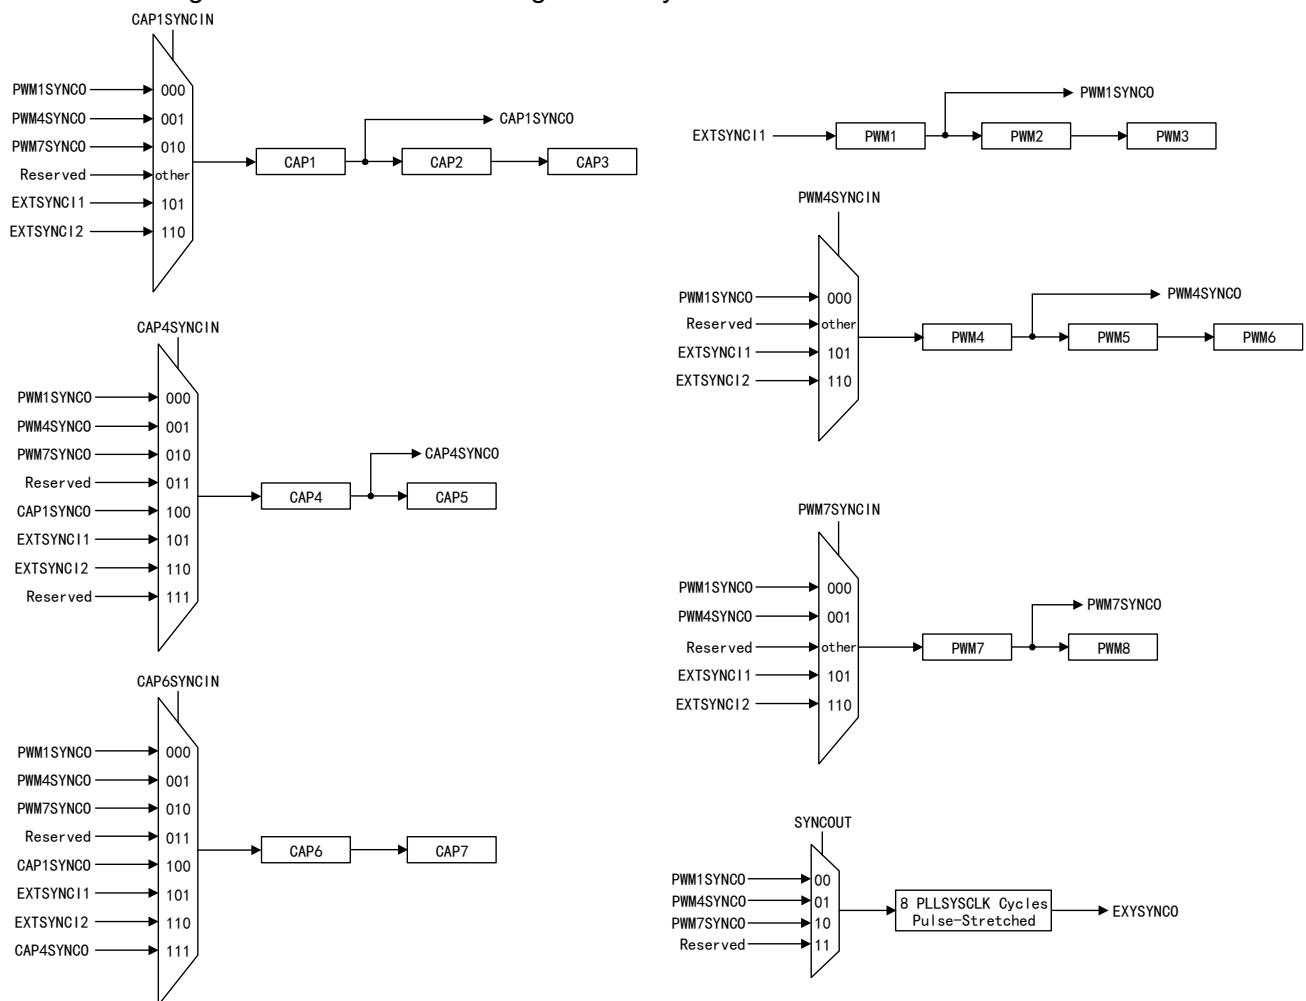 CAP1SYNCIN
PWM1SYNCO
000
PWM4SYNCO
001
PWM7SYNCO
010
Reserved
other
EXTSYNCI1
101
EXTSYNCI2
110
CAP1
CAP1SYNCO
CAP2
CAP3
CAP4SYNCIN
PWM1SYNCO
000
PWM4SYNCO
001
PWM7SYNCO
010
Reserved
011
CAP1SYNCO
100
EXTSYNCI1
101
EXTSYNCI2
110
Reserved
111
CAP4
CAP4SYNCO
CAP5
CAP6SYNCIN
PWM1SYNCO
000
PWM4SYNCO
001
PWM7SYNCO
010
Reserved
011
CAP1SYNCO
100
EXTSYNCI1
101
EXTSYNCI2
110
CAP4SYNCO
111
CAP6
CAP7
EXTSYNCI1
PWM1
PWM1SYNCO
PWM2
PWM3
PWM4SYNCIN
PWM1SYNCO
000
Reserved
other
EXTSYNCI1
101
EXTSYNCI2
110
PWM4
PWM4SYNCO
PWM5
PWM6
PWM7SYNCIN
PWM1SYNCO
000
PWM4SYNCO
001
Reserved
other
EXTSYNCI1
101
EXTSYNCI2
110
PWM7
PWM7SYNCO
PWM8
SYNCOUT
PWM1SYNCO
00
PWM4SYNCO
01
PWM7SYNCO
10
Reserved
11
8 PLLSYSCLK Cycles
Pulse-Stretched
EXYSYNCO